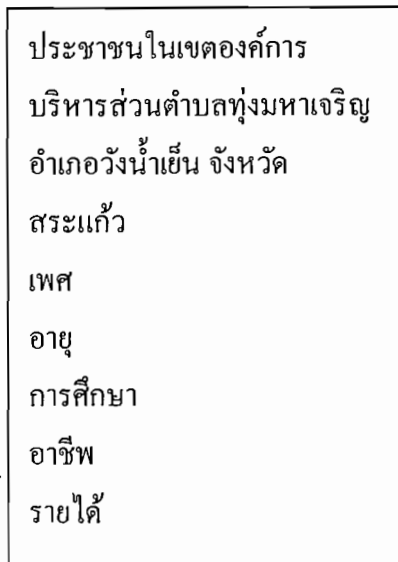 ประชาชนในเขตองค์การ
บริหารส่วนตำบลทุ่งมหาเจริญ
อำเภอวังน้ำเย็น จังหวัด
สระแก้ว
เพศ
อายุ
การศึกษา
อาชีพ
รายได้